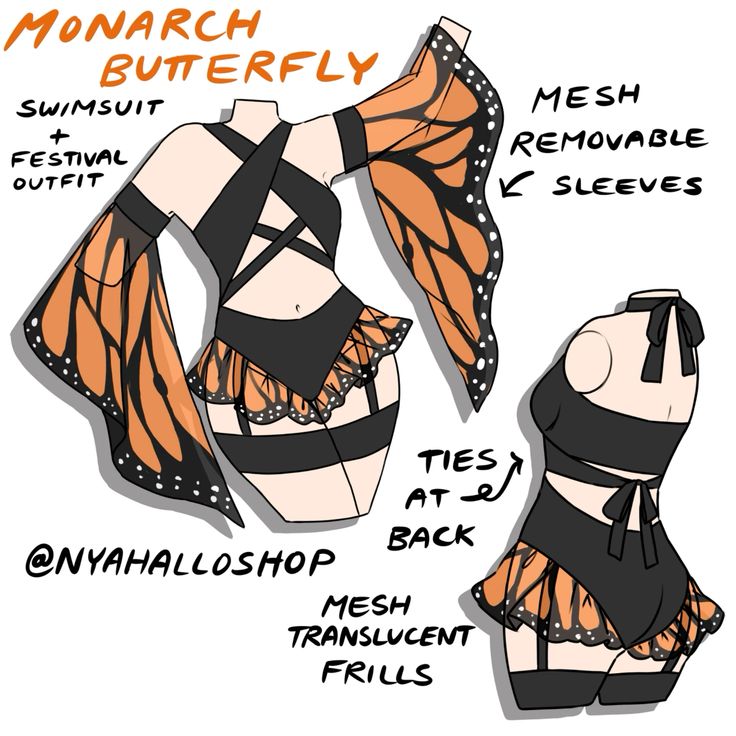 MONARCH
BUTTERFLY
SWIMSUIT
+
FESTIVAL
OUTFIT
MESH
REMOVABLE
SLEEVES
TIES
AT
BACK
@NYAHALLOSHOP
MESH
TRANSLUCENT
FRILLS